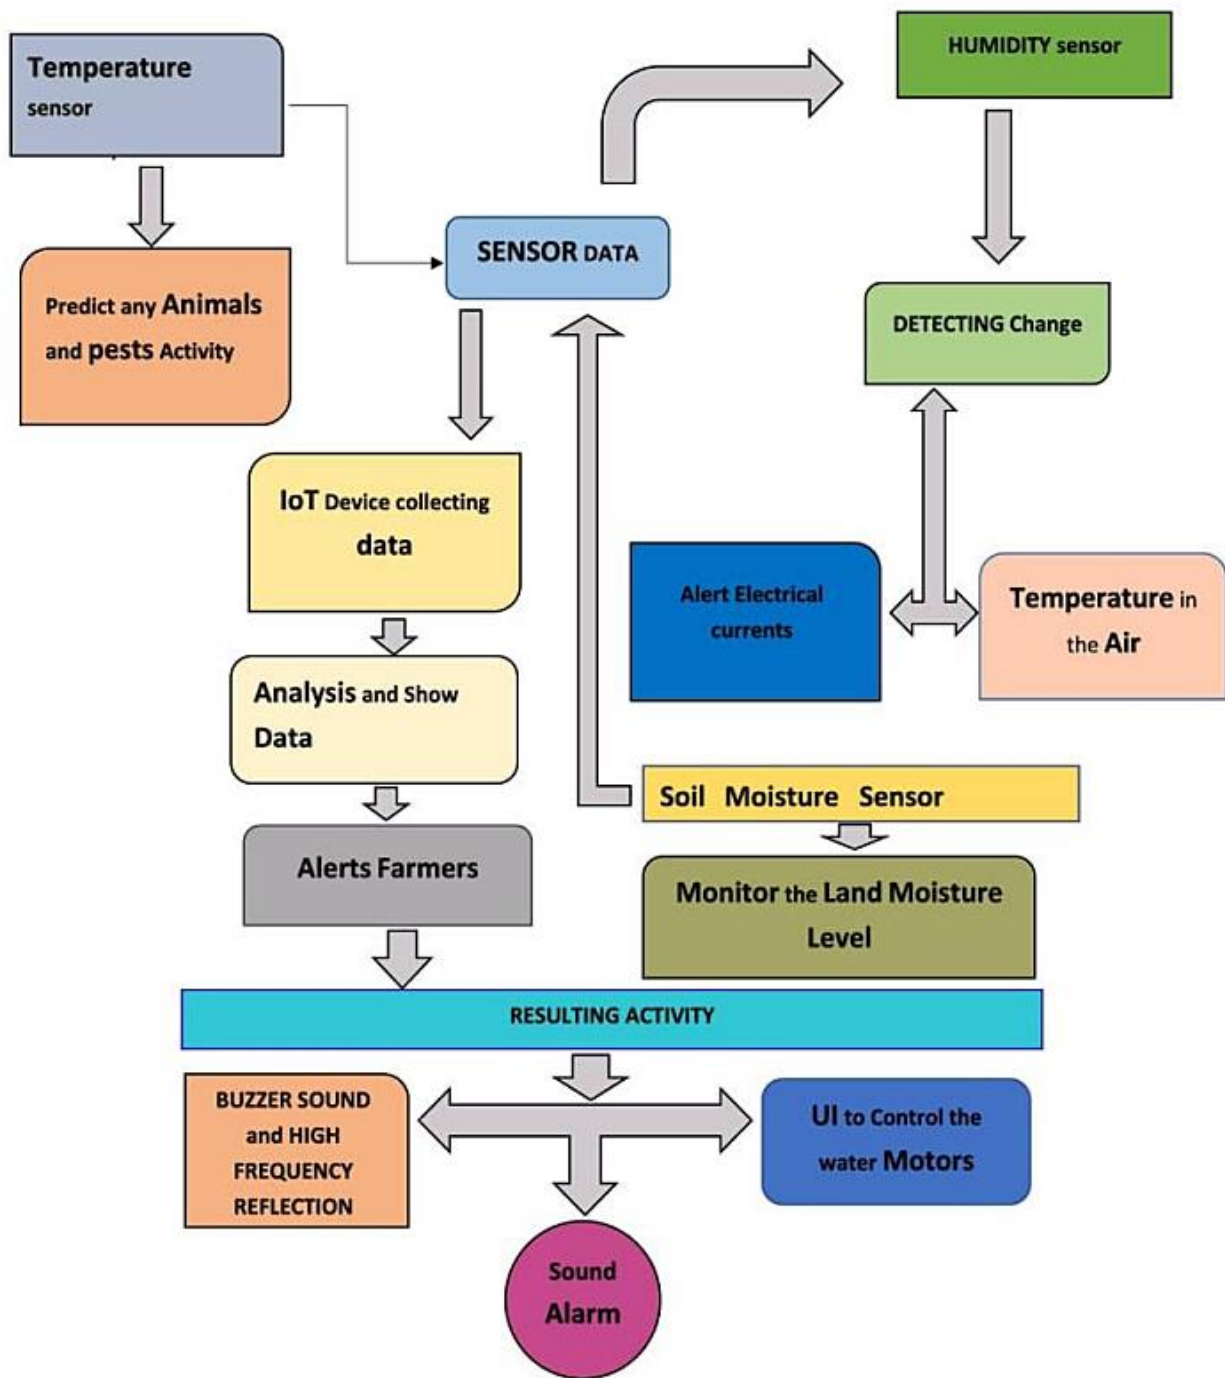 Temperature
sensor
HUMIDITY sensor
SENSOR DATA
Predict any Animals
and pests Activity
DETECTING Change
IoT Device collecting
data
Alert Electrical
currents
Temperature in
the Air
Analysis and Show
Data
Soil Moisture Sensor
Alerts Farmers
Monitor the Land Moisture
Level
RESULTING ACTIVITY
BUZZER SOUND
and HIGH
FREQUENCY
REFLECTION
UI to Control the
water Motors
Sound
Alarm